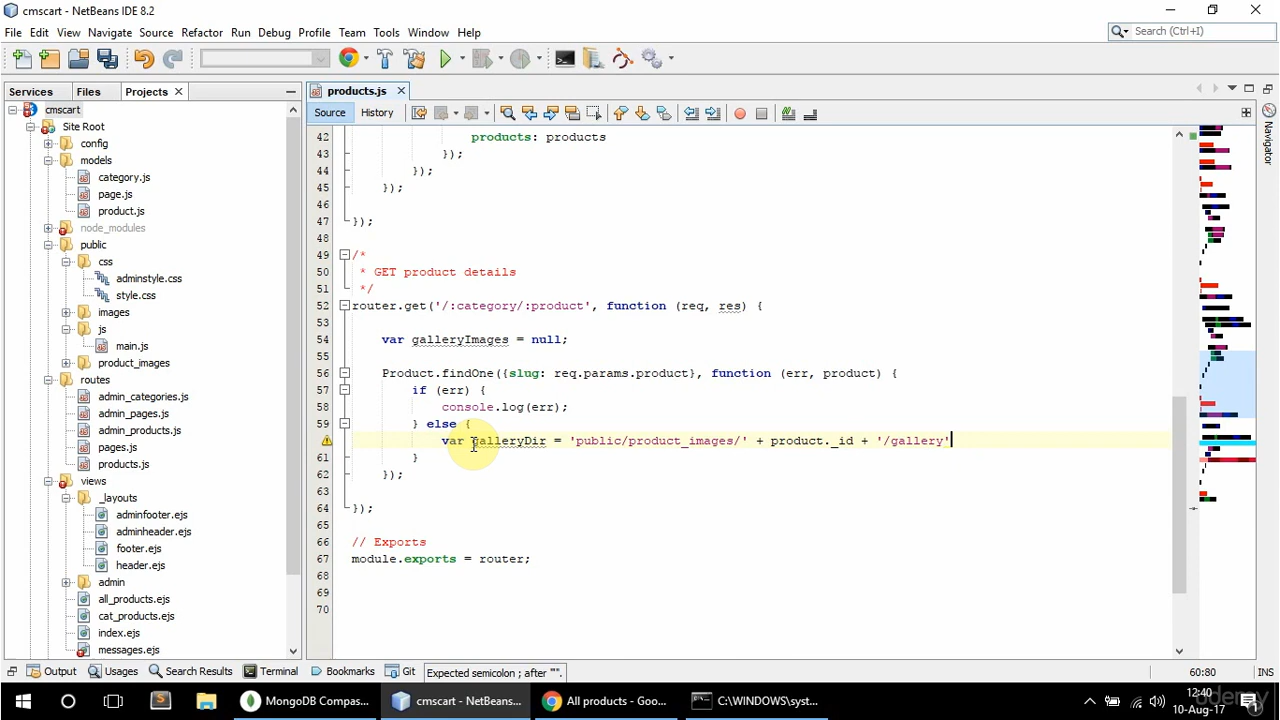 cmscart - NetBeans IDE 8.2
File Edit View Navigate Source Refactor Run Debug Profile Team Tools Window Help
Search (Ctrl+I)
Services Files Projects
products.js
cmscart
Source History
Site Root
config
models
category.js
page.js
product.js
node_modules
public
css
adminstyle.css
style.css
images
js
main.js
product_images
routes
admin_categories.js
admin_pages.js
admin_products.js
pages.js
products.js
views
_layouts
adminfooter.ejs
adminheader.ejs
footer.ejs
header.ejs
admin
all_products.ejs
cat_products.ejs
index.ejs
messages.ejs
42 products: products
43 });
44 });
45 });
46
47 });
48
49 /*
50 * GET product details
51 */
52 router.get('/:category/:product', function (req, res) {
53
54 var galleryImages = null;
55
56 Product.findOne({slug: req.params.product}, function (err, product) {
57 if (err) {
58 console.log(err);
59 } else {
var galleryDir = 'public/product_images/' + product._id + '/gallery'
61 }
62 });
63
64 });
65
66 // Exports
67 module.exports = router;
68
69
70
Navigator
Output Usages Search Results Terminal Bookmarks Git Expected semicolon ; after "". 60:80 INS
MongoDB Compas... cmscart - NetBeans... All products - Goo... C:\WINDOWS\syst...
12:40
10-Aug-17
udemy